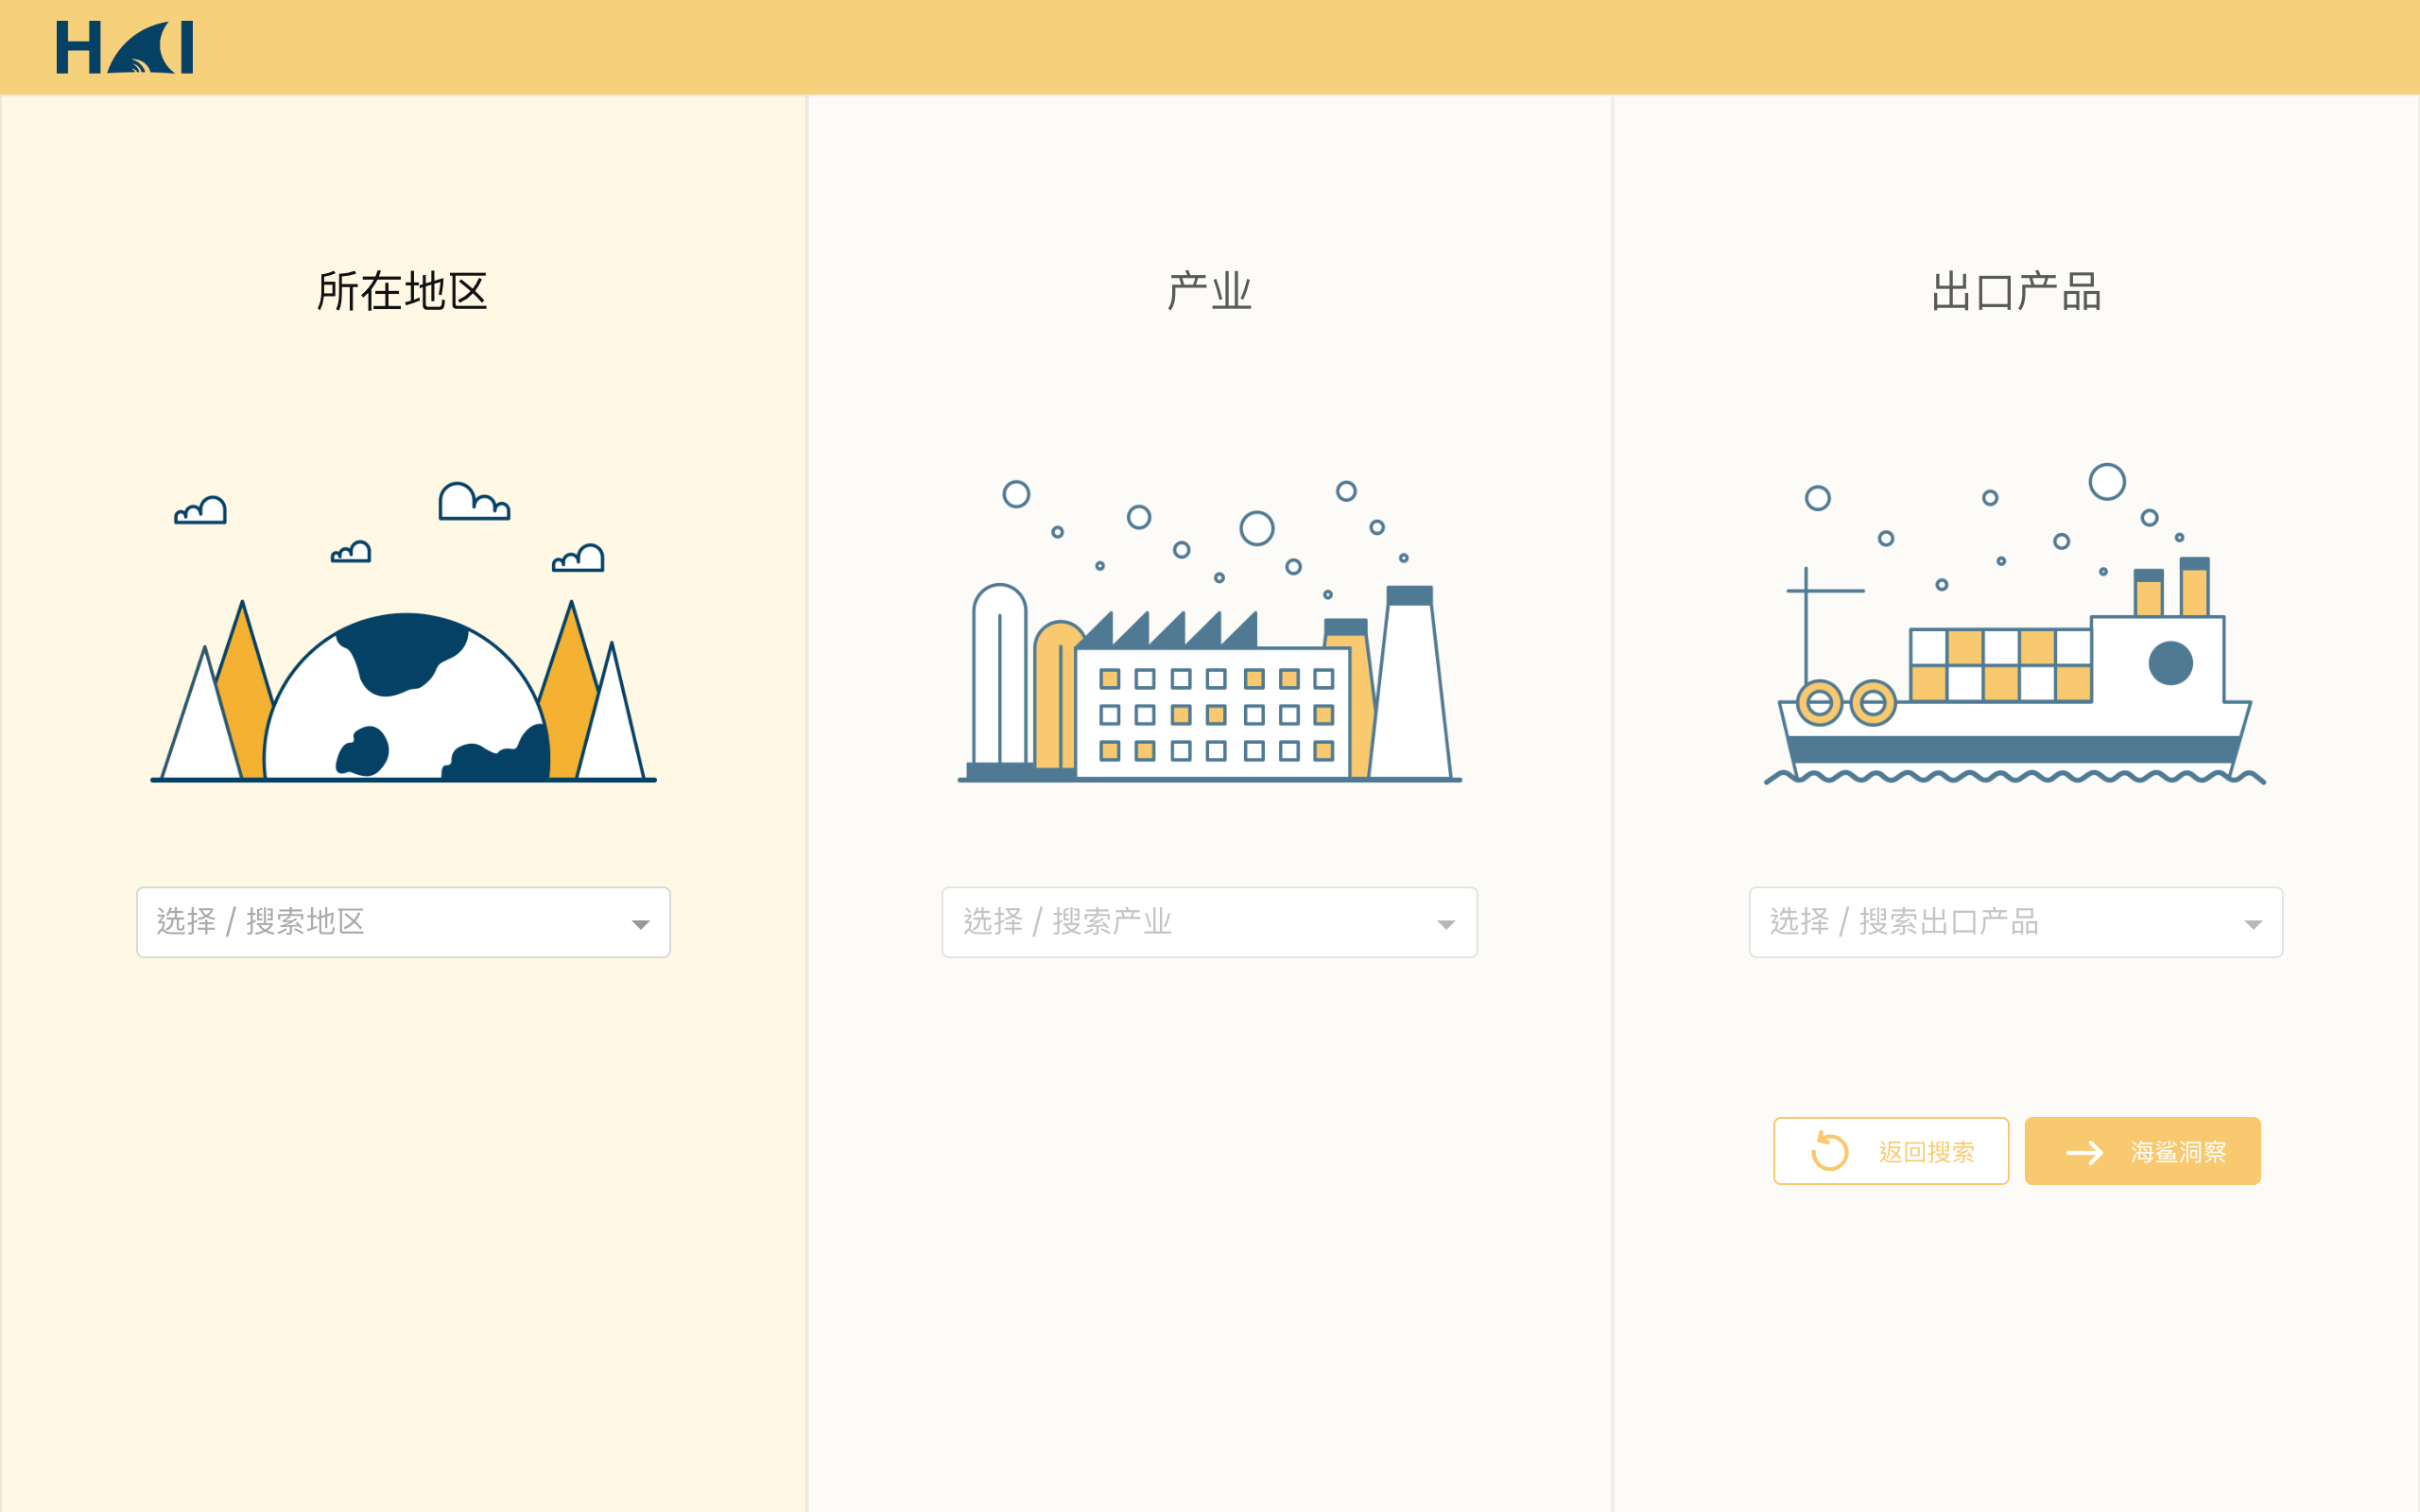 HAI
所在地区
产业
出口产品
选择 / 搜索地区
选择 / 搜索产业
选择 / 搜索出口产品
返回搜索
海鲨洞察